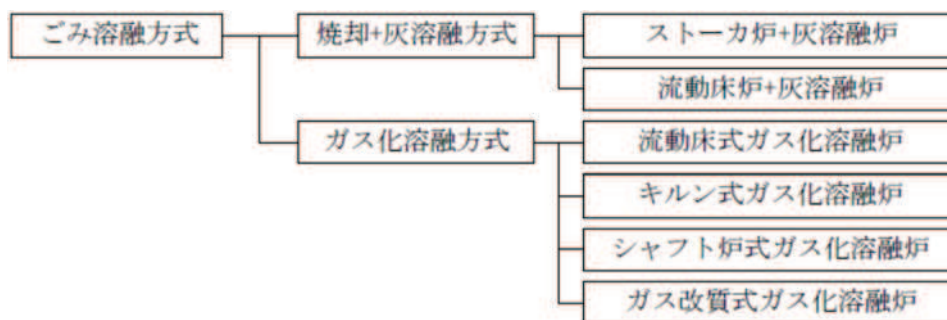 ごみ溶融方式
焼却+灰溶融方式
ストーカ炉+灰溶融炉
流動床炉+灰溶融炉
ガス化溶融方式
流動床式ガス化溶融炉
キルン式ガス化溶融炉
シャフト炉式ガス化溶融炉
ガス改質式ガス化溶融炉